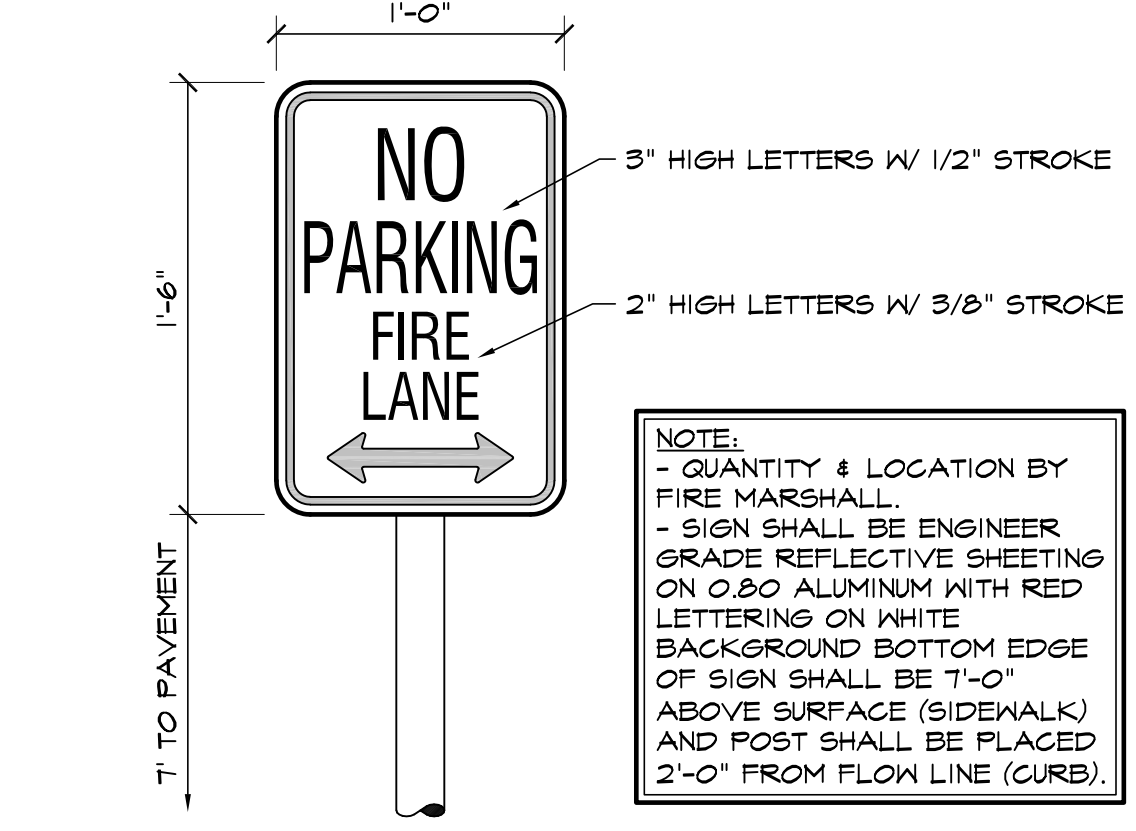 1'-0"
NO
PARKING
FIRE
LANE
3" HIGH LETTERS W/ 1/2" STROKE
2" HIGH LETTERS W/ 3/8" STROKE
1'-6"
7' TO PAVEMENT
NOTE:
- QUANTITY & LOCATION BY
FIRE MARSHALL.
- SIGN SHALL BE ENGINEER
GRADE REFLECTIVE SHEETING
ON 0.80 ALUMINUM WITH RED
LETTERING ON WHITE
BACKGROUND BOTTOM EDGE
OF SIGN SHALL BE 7'-0"
ABOVE SURFACE (SIDEWALK)
AND POST SHALL BE PLACED
2'-0" FROM FLOW LINE (CURB).